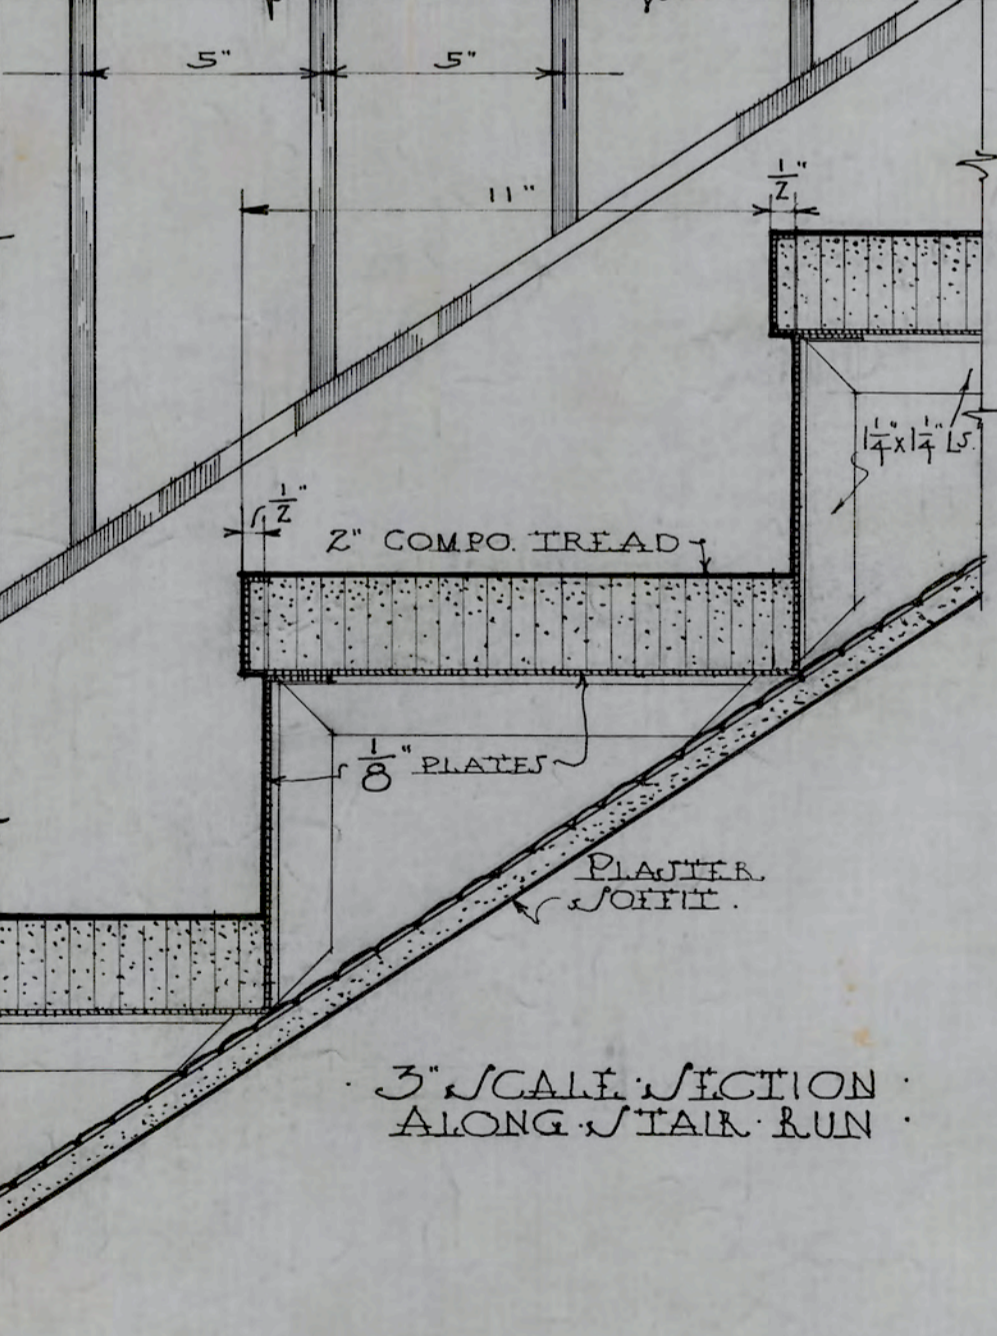 5" 5"
11" 1/2"
1 1/4" x 1 1/4" Ls.
1/2"
2" COMPO. TREAD
1/8" PLATES
PLASTER
SOFFIT.
· 3" SCALE · SECTION ·
ALONG · STAIR · RUN ·